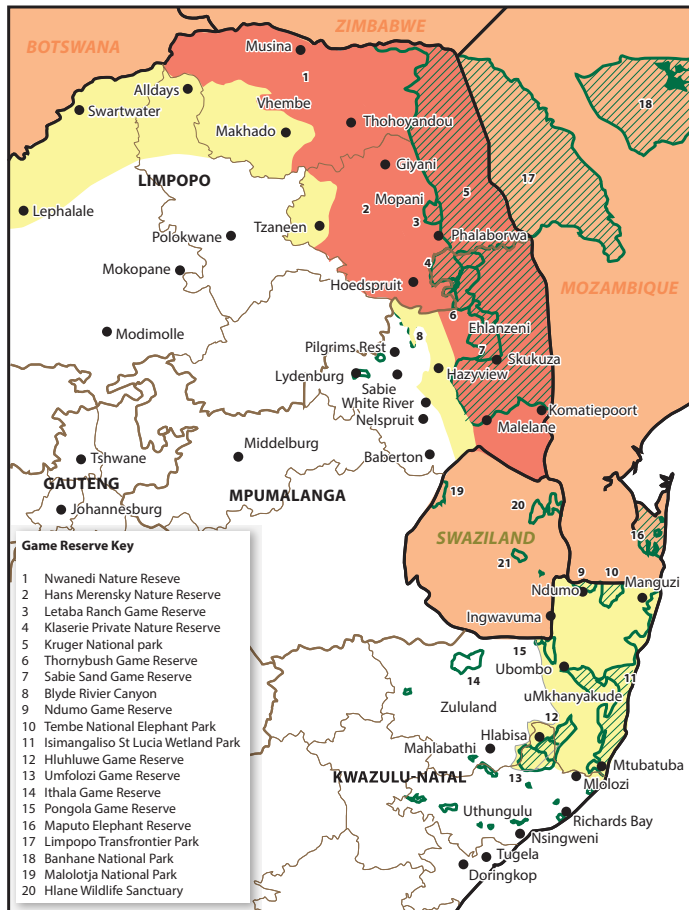 ZIMBABWE
BOTSWANA
Musina
1
Alldays
Vhembe
Swartwater
18
Makhado
Thohoyandou
Giyani
LIMPOPO
5
17
Mopani
2
Lephalale
3
Tzaneen
Polokwane
Phalaborwa
4
Mokopane
Hoedspruit
MOZAMBIQUE
6
Ehlanzeni
Modimolle
8
Pilgrims Rest
7
Skukuza
Lydenburg
Hazyview
Sabie
White River
Komatiepoort
Nelspruit
Malelane
Middelburg
Tshwane
Baberton
GAUTENG
MPUMALANGA
19
20
Johannesburg
SWAZILAND
16
21
9
10
Ndumo
Manguzi
Ingwavuma
15
14
Ubombo
11
uMkhanyakude
Zululand
12
Hlabisa
Mahlabathi
Mtubatuba
KWAZULU-NATAL
13
Mlolozi
Uthungulu
Richards Bay
Nsingweni
Tugela
Doringkop
Game Reserve Key
1 Nwanedi Nature Reseve
2 Hans Merensky Nature Reserve
3 Letaba Ranch Game Reserve
4 Klaserie Private Nature Reserve
5 Kruger National park
6 Thornybush Game Reserve
7 Sabie Sand Game Reserve
8 Blyde Rivier Canyon
9 Ndumo Game Reserve
10 Tembe National Elephant Park
11 Isimangaliso St Lucia Wetland Park
12 Hluhluwe Game Reserve
13 Umfolozi Game Reserve
14 Ithala Game Reserve
15 Pongola Game Reserve
16 Maputo Elephant Reserve
17 Limpopo Transfrontier Park
18 Banhane National Park
19 Malolotja National Park
20 Hlane Wildlife Sanctuary